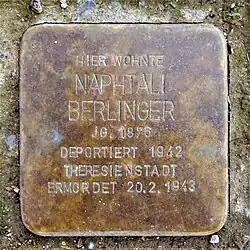 HIER WOHNTE
NAPHTALI
BERLINGER
JG. 1876
DEPORTIERT 1942
THERESIENSTADT
ERMORDET 20.2.1943